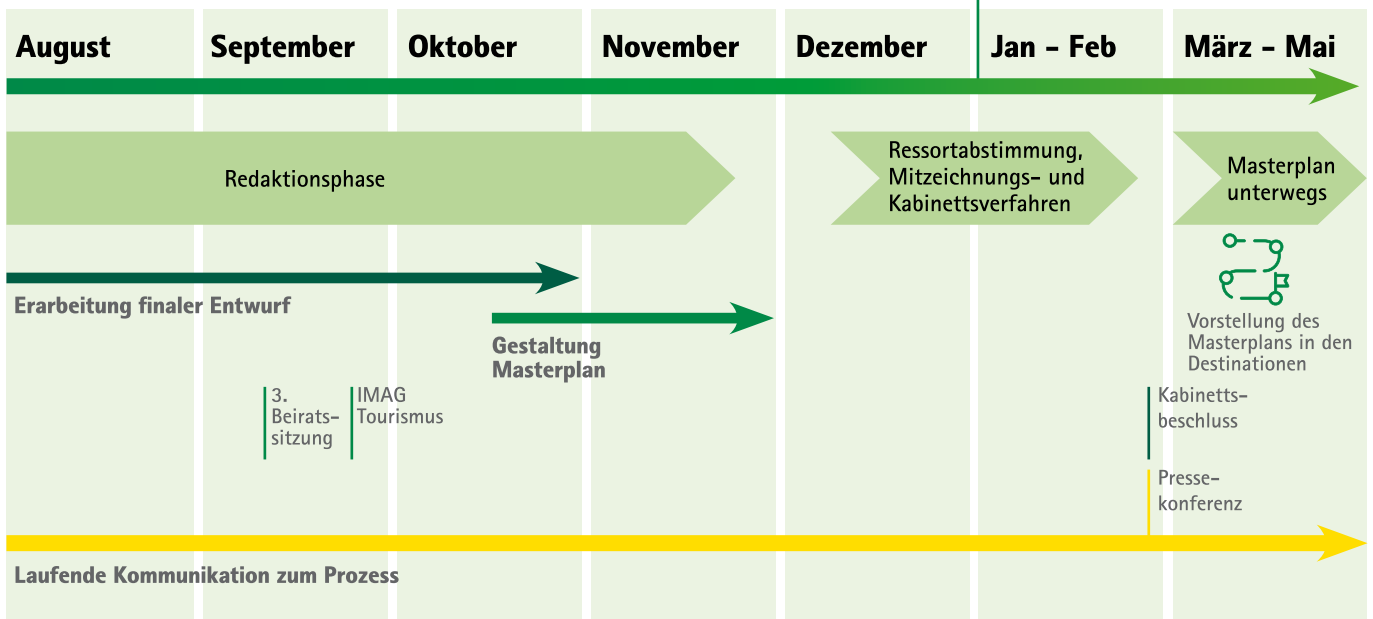 August
September
Oktober
November
Dezember
Jan – Feb
März – Mai
Redaktionsphase
Ressortabstimmung,
Mitzeichnungs- und
Kabinettsverfahren
Masterplan
unterwegs
Erarbeitung finaler Entwurf
Gestaltung
Masterplan
Vorstellung des
Masterplans in den
Destinationen
3.
Beirats-
sitzung
IMAG
Tourismus
Kabinetts-
beschluss
Presse-
konferenz
Laufende Kommunikation zum Prozess